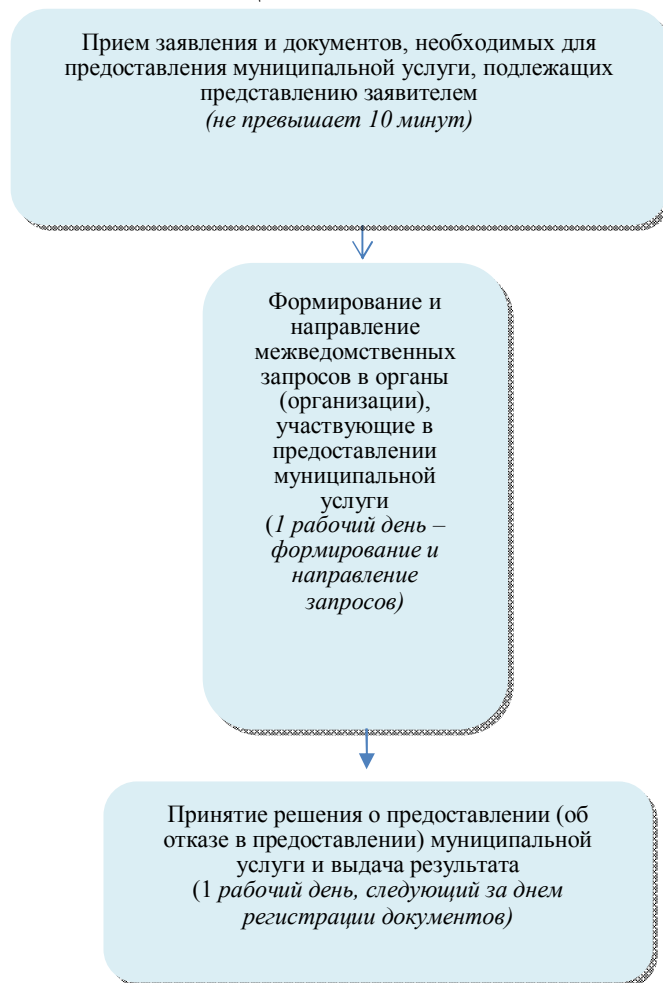 Прием заявления и документов, необходимых для
предоставления муниципальной услуги, подлежащих
представлению заявителем
(не превышает 10 минут)
Формирование и
направление
межведомственных
запросов в органы
(организации),
участвующие в
предоставлении
муниципальной
услуги
(1 рабочий день –
формирование и
направление
запросов)
Принятие решения о предоставлении (об
отказе в предоставлении) муниципальной
услуги и выдача результата
(1 рабочий день, следующий за днем
регистрации документов)